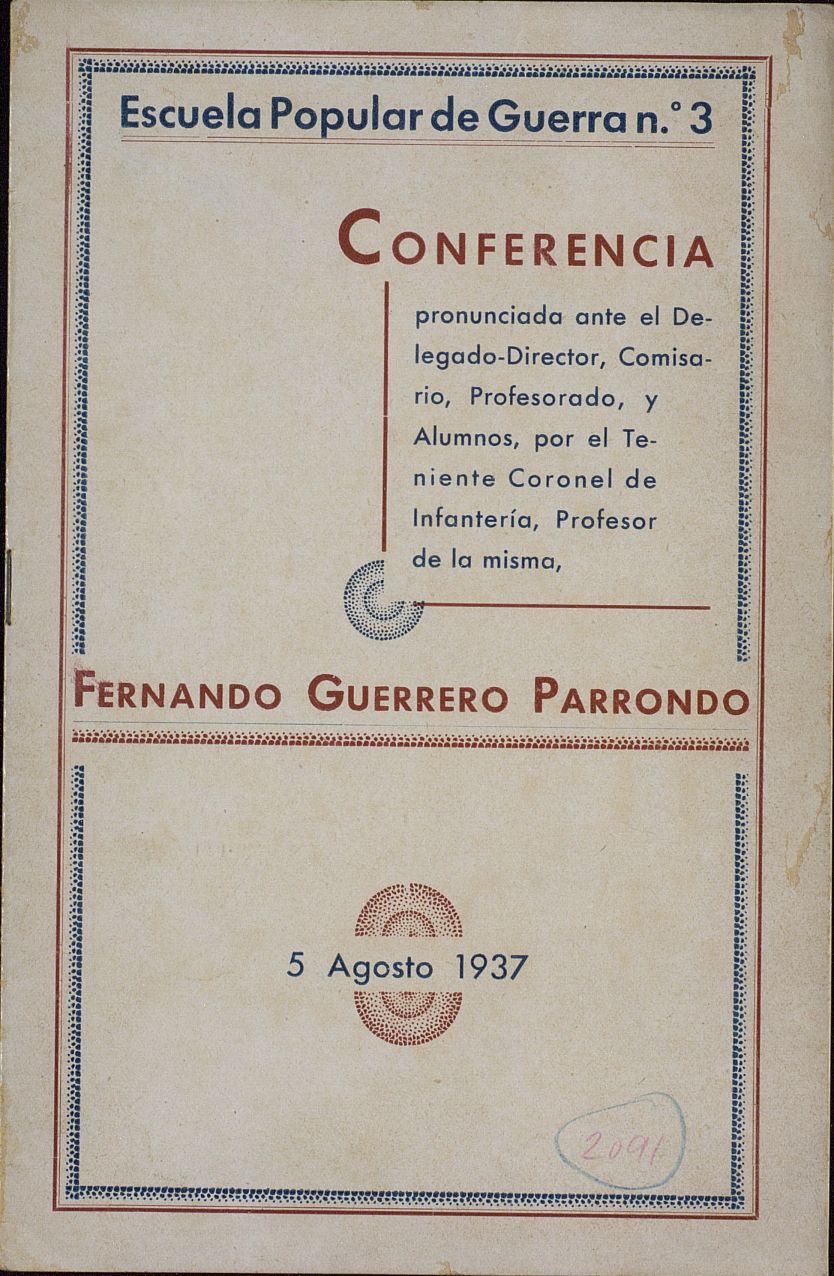 Escuela Popular de Guerra n.° 3
CONFERENCIA
pronunciada ante el De-
legado-Director, Comisa-
rio, Profesorado, y
Alumnos, por el Te-
niente Coronel de
Infantería, Profesor
de la misma,
FERNANDO GUERRERO PARRONDO
5 Agosto 1937
2091